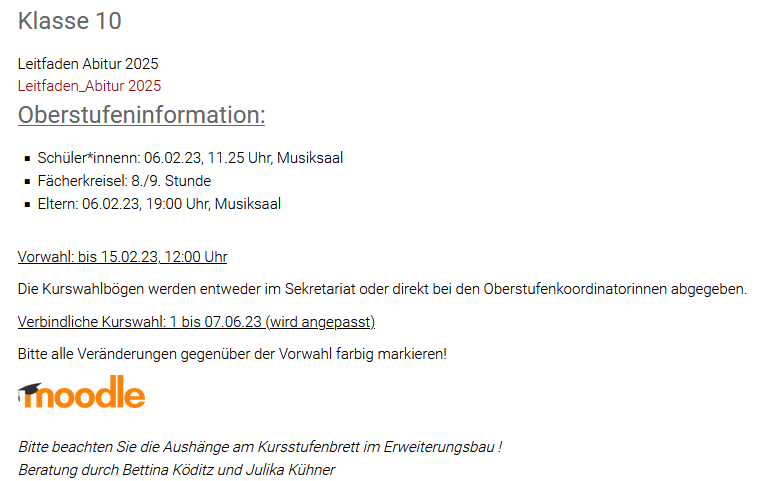 Klasse 10
Leitfaden Abitur 2025
Leitfaden_Abitur 2025
Oberstufeninformation:
Schüler*innenn: 06.02.23, 11.25 Uhr, Musiksaal
Fächerkreisel: 8./9. Stunde
Eltern: 06.02.23, 19:00 Uhr, Musiksaal
Vorwahl: bis 15.02.23, 12:00 Uhr
Die Kurswahlbögen werden entweder im Sekretariat oder direkt bei den Oberstufenkoordinatorinnen abgegeben.
Verbindliche Kurswahl: 1 bis 07.06.23 (wird angepasst)
Bitte alle Veränderungen gegenüber der Vorwahl farbig markieren!
moodle
Bitte beachten Sie die Aushänge am Kursstufenbrett im Erweiterungsbau !
Beratung durch Bettina Köditz und Julika Kühner